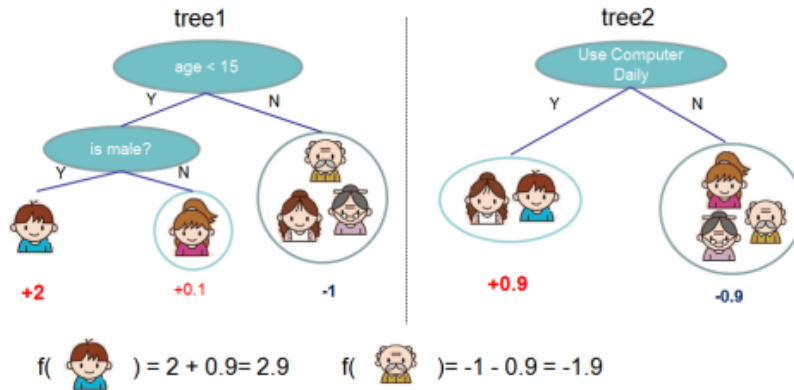 tree1
age < 15
Y
N
is male?
Y
N
+2
+0.1
-1
tree2
Use Computer
Daily
Y
N
+0.9
-0.9
f( ) = 2 + 0.9= 2.9
f( )= -1 - 0.9 = -1.9